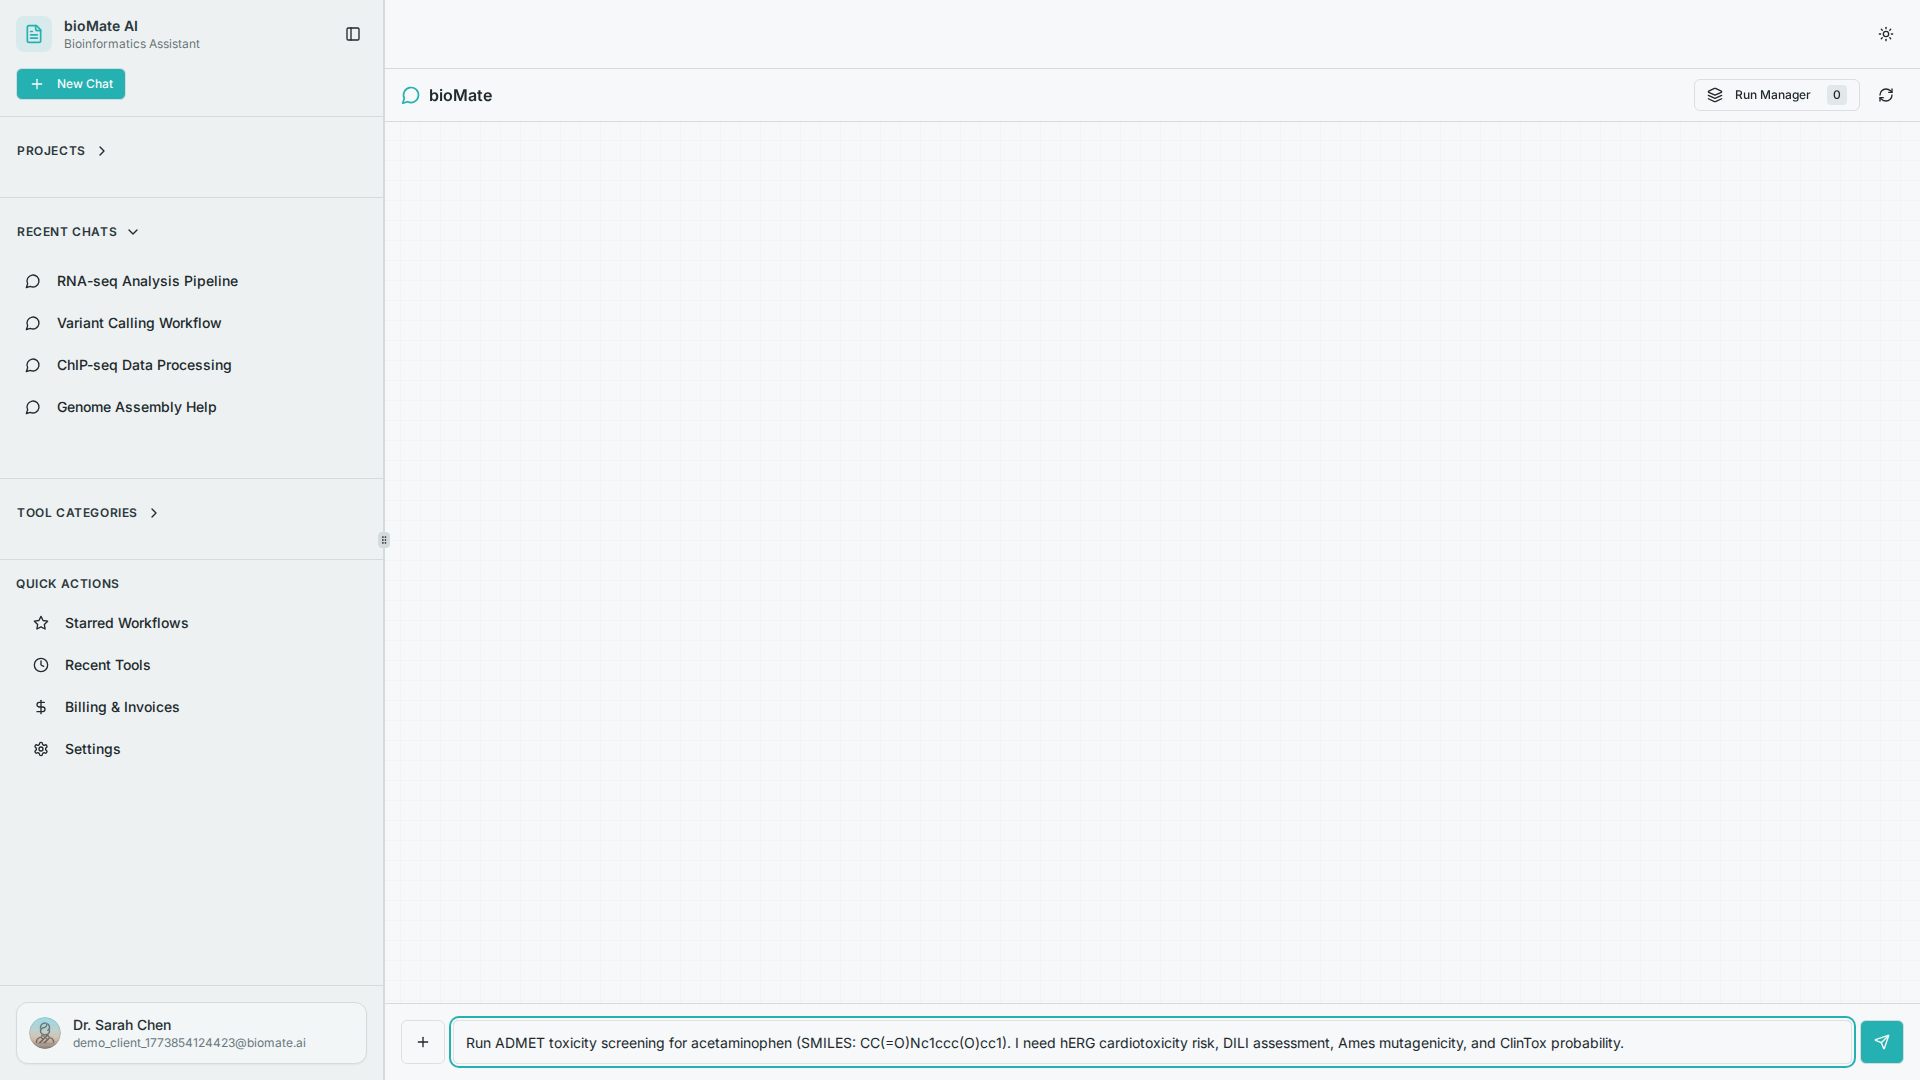 bioMate AI
Bioinformatics Assistant
New Chat
PROJECTS
RECENT CHATS
RNA-seq Analysis Pipeline
Variant Calling Workflow
ChIP-seq Data Processing
Genome Assembly Help
TOOL CATEGORIES
QUICK ACTIONS
Starred Workflows
Recent Tools
Billing & Invoices
Settings
Dr. Sarah Chen
demo_client_1773854124423@biomate.ai
bioMate
Run Manager 0
Run ADMET toxicity screening for acetaminophen (SMILES: CC(=O)Nc1ccc(O)cc1). I need hERG cardiotoxicity risk, DILI assessment, Ames mutagenicity, and ClinTox probability.